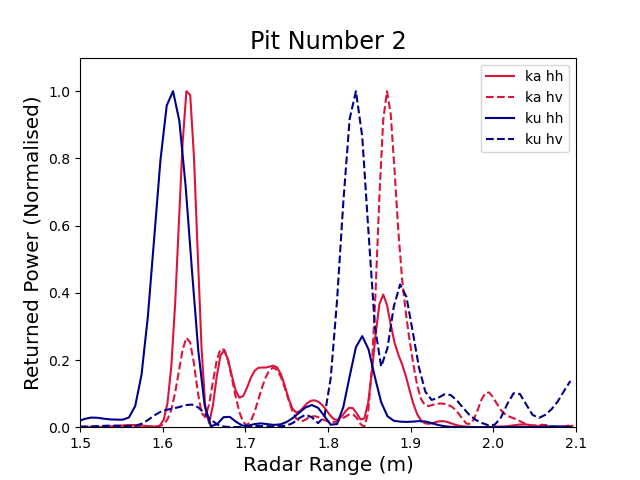 Pit Number 2
ka hh
ka hv
ku hh
ku hv
Returned Power (Normalised)
1.0
0.8
0.6
0.4
0.2
0.0
1.5 1.6 1.7 1.8 1.9 2.0 2.1
Radar Range (m)